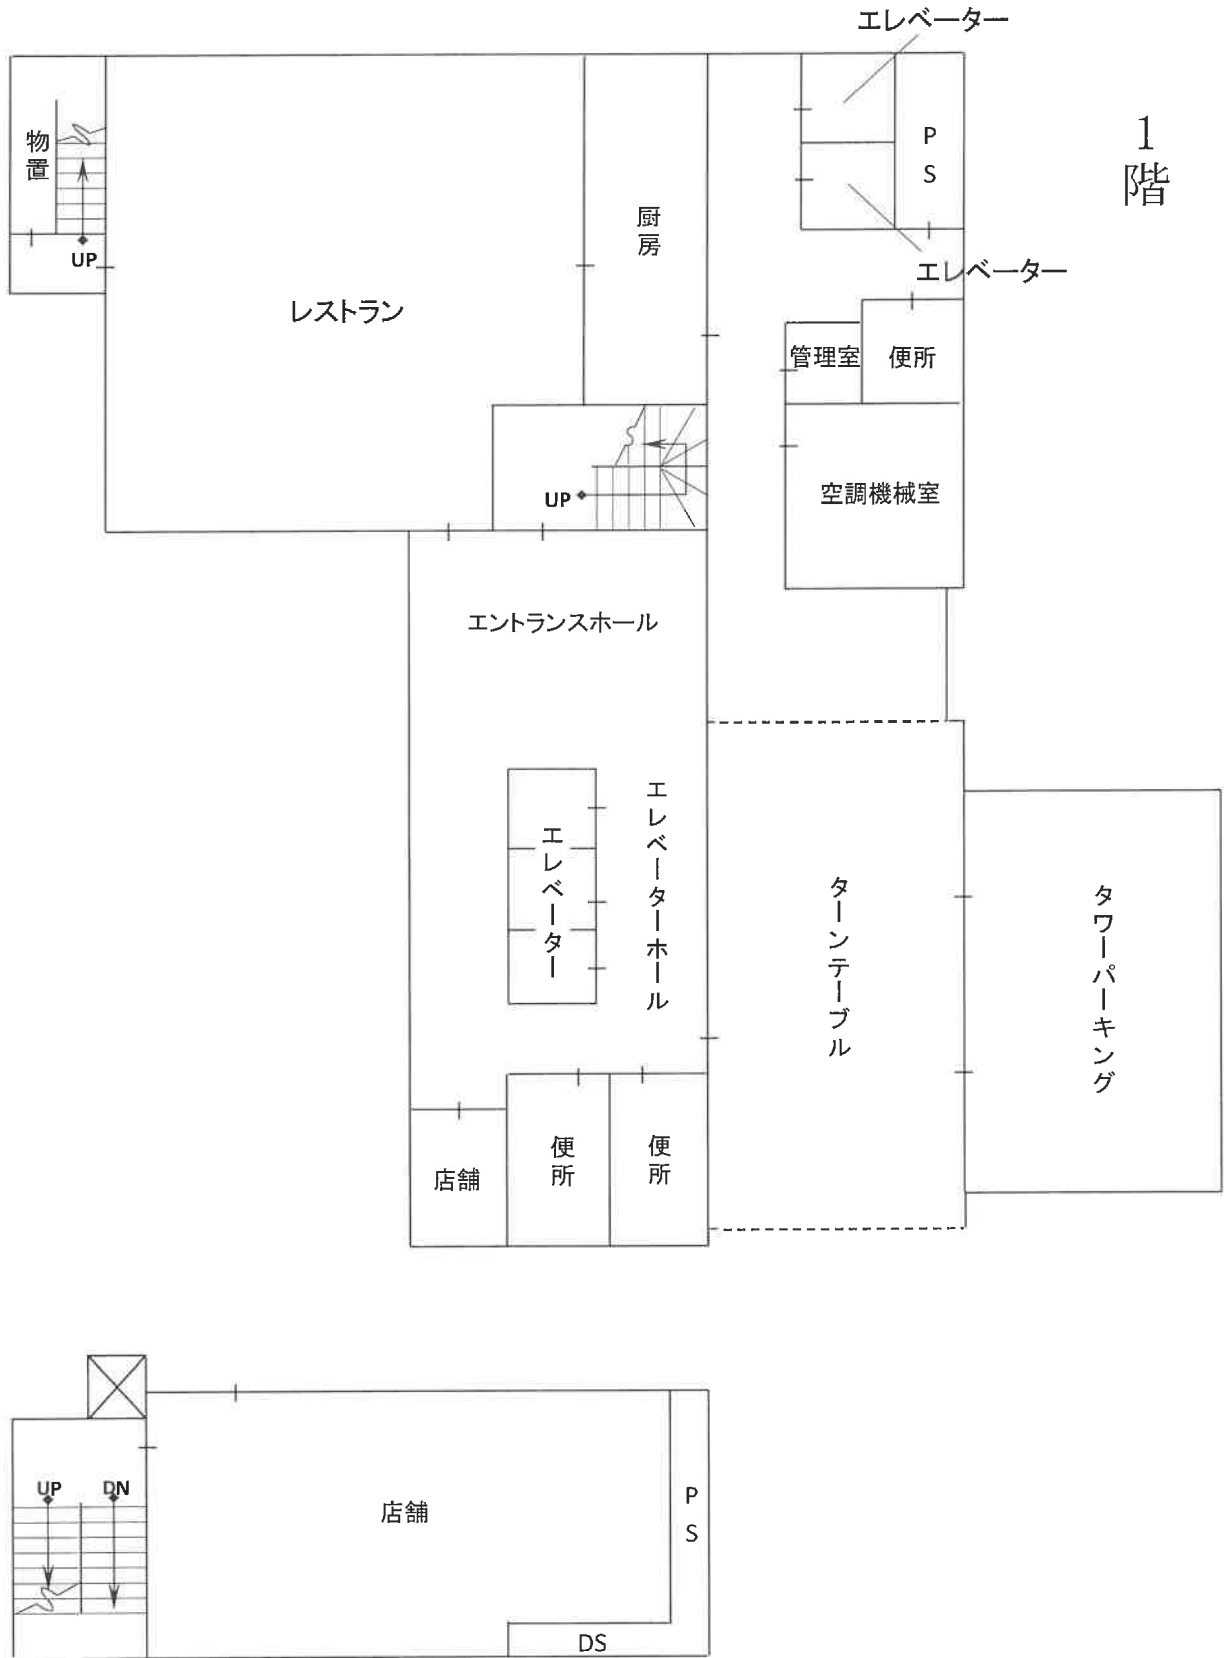 エレベーター
1階
物置
PS
厨房
UP
エレベーター
レストラン
管理室
便所
空調機械室
UP
エントランスホール
エレベーター
エレベーターホール
ターンテーブル
タワーパーキング
店舗
便所
便所
UP
DN
店舗
PS
DS